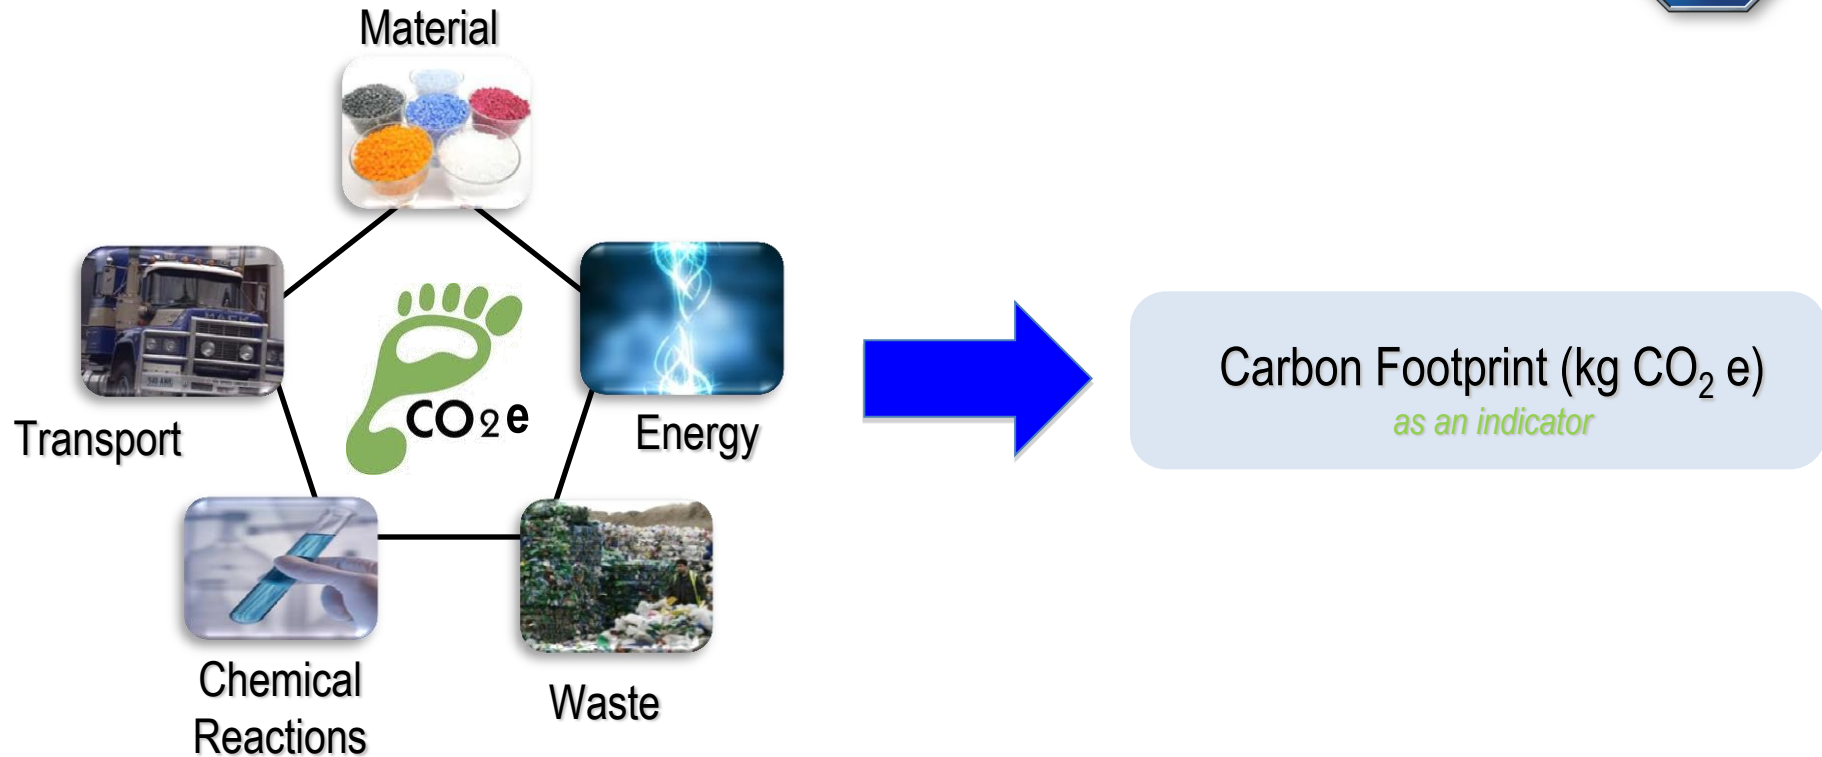 Material
Transport
CO2e
Energy
Chemical
Reactions
Waste
Carbon Footprint (kg CO₂ e)
as an indicator